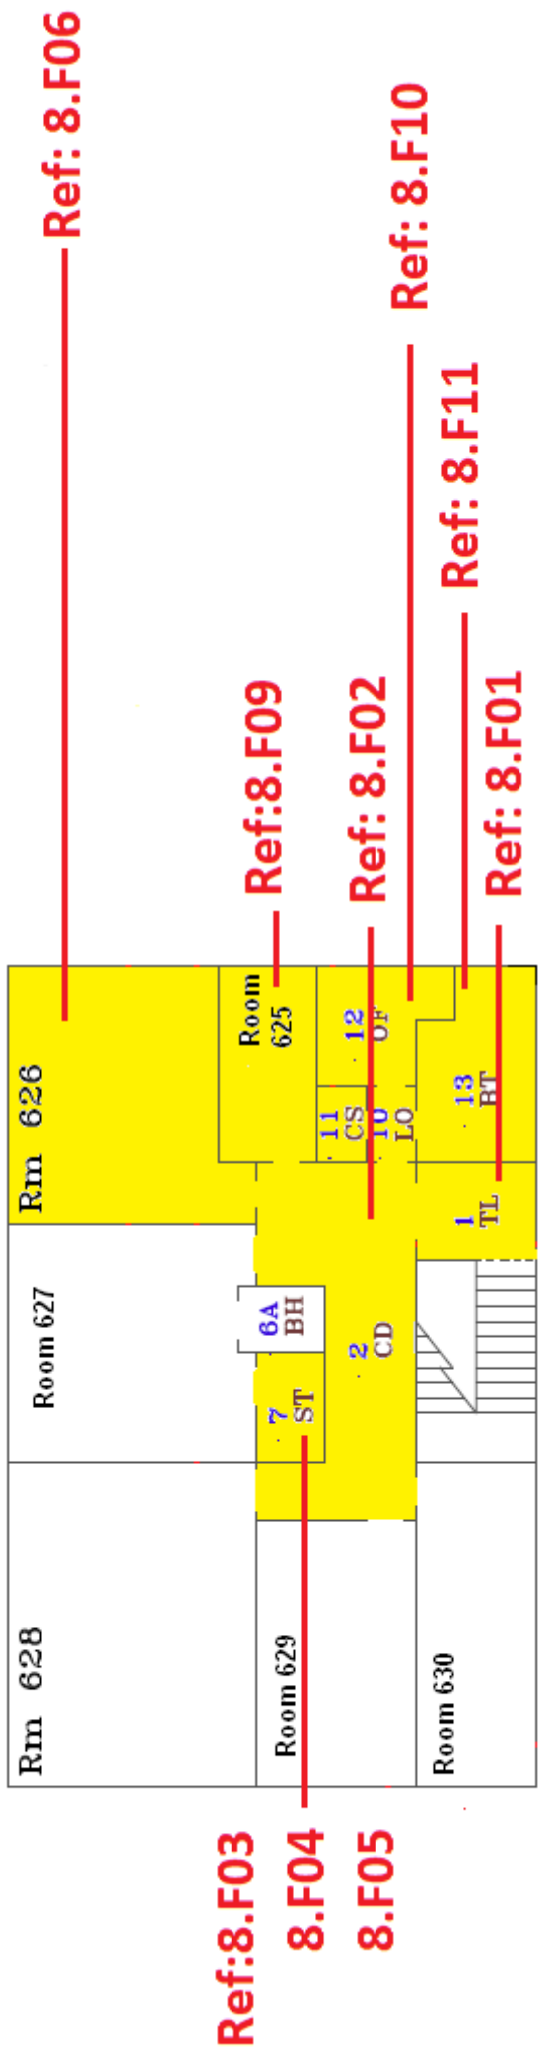 Ref: 8.F06
Ref: 8.F10
Ref: 8.F11
Ref:8.F09
Ref: 8.F02
Ref: 8.F01
Rm 626
Room
625
12
OF
11
CS
10
LO
13
BT
1
TL
Room 627
6A
BH
2
CD
7
ST
Rm 628
Room 629
Room 630
Ref:8.F03
8.F04
8.F05